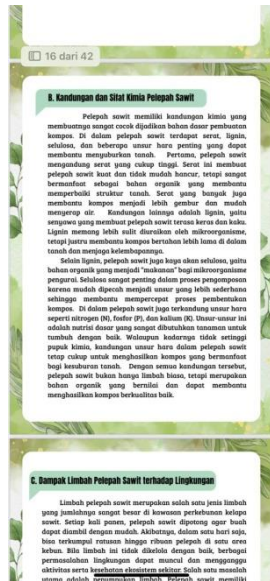 16 dari 42
B. Kandungan dan Sifat Kimia Pelepah Sawit
Pelepah sawit memiliki kandungan kimia yang
membuatnya sangat cocok dijadikan bahan dasar pembuatan
kompos. Di dalam pelepah sawit terdapat serat, lignin,
selulosa, dan beberapa unsur hara penting yang dapat
membantu menyuburkan tanah. Pertama, pelepah sawit
mengandung serat yang cukup tinggi. Serat ini membuat
pelepah sawit kuat dan tidak mudah hancur, tetapi sangat
bermanfaat sebagai bahan organik yang membantu
memperbaiki struktur tanah. Serat yang banyak juga
membantu kompos menjadi lebih gembur dan mudah
menyerap air. Kandungan lainnya adalah lignin, yaitu
senyawa yang membuat pelepah sawit terasa keras dan kaku.
Lignin memang lebih sulit diuraikan oleh mikroorganisme,
tetapi justru membantu kompos bertahan lebih lama di dalam
tanah dan menjaga kelembapannya.
Selain lignin, pelepah sawit juga kaya akan selulosa, yaitu
bahan organik yang menjadi "makanan" bagi mikroorganisme
pengurai. Selulosa sangat penting dalam proses pengomposan
karena mudah dipecah menjadi unsur yang lebih sederhana
sehingga membantu mempercepat proses pembentukan
kompos. Di dalam pelepah sawit juga terkandung unsur hara
seperti nitrogen (N), fosfor (P), dan kalium (K). Unsur-unsur ini
adalah nutrisi dasar yang sangat dibutuhkan tanaman untuk
tumbuh dengan baik. Walaupun kadarnya tidak setinggi
pupuk kimia, kandungan unsur hara dalam pelepah sawit
tetap cukup untuk menghasilkan kompos yang bermanfaat
bagi kesuburan tanah. Dengan semua kandungan tersebut,
pelepah sawit bukan hanya limbah biasa, tetapi merupakan
bahan organik yang bernilai dan dapat membantu
menghasilkan kompos berkualitas baik.
C. Dampak Limbah Pelepah Sawit terhadap Lingkungan
Limbah pelepah sawit merupakan salah satu jenis limbah
yang jumlahnya sangat besar di kawasan perkebunan kelapa
sawit. Setiap kali panen, pelepah sawit dipotong agar buah
dapat diambil dengan mudah. Akibatnya, dalam satu hari saja,
bisa terkumpul ratusan hingga ribuan pelepah di satu area
kebun. Bila limbah ini tidak dikelola dengan baik, berbagai
permasalahan lingkungan dapat muncul dan mengganggu
aktivitas serta kesehatan ekosistem sekitar. Salah satu masalah
utama adalah penumpukan limbah. Pelepah sawit memiliki